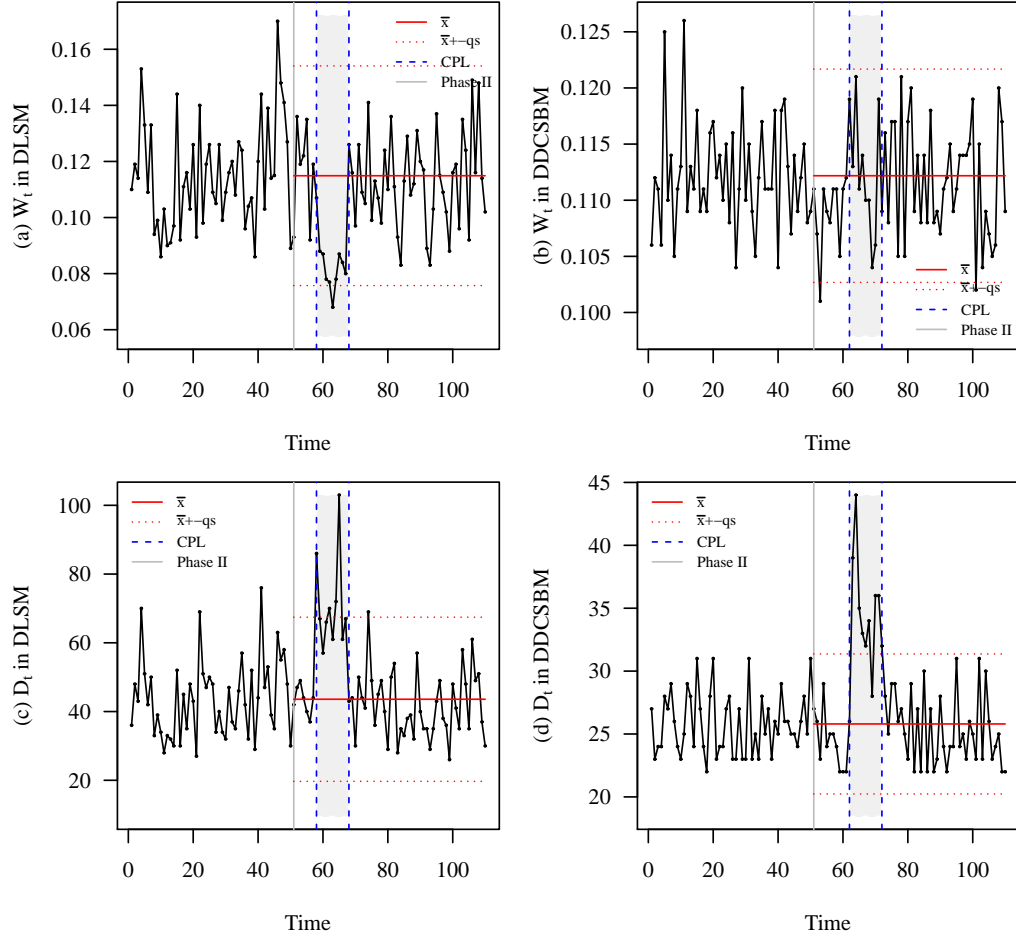 (a) W_t in DLSM
0.16
0.14
0.12
0.10
0.08
0.06
0 20 40 60 80 100
Time
x̅
x̅+−qs
CPL
Phase II
(b) W_t in DDCSBM
0.125
0.120
0.115
0.110
0.105
0.100
0 20 40 60 80 100
Time
x̅
x̅+−qs
CPL
Phase II
(c) D_t in DLSM
100
80
60
40
20
0 20 40 60 80 100
Time
x̅
x̅+−qs
CPL
Phase II
(d) D_t in DDCSBM
45
40
35
30
25
20
0 20 40 60 80 100
Time
x̅
x̅+−qs
CPL
Phase II